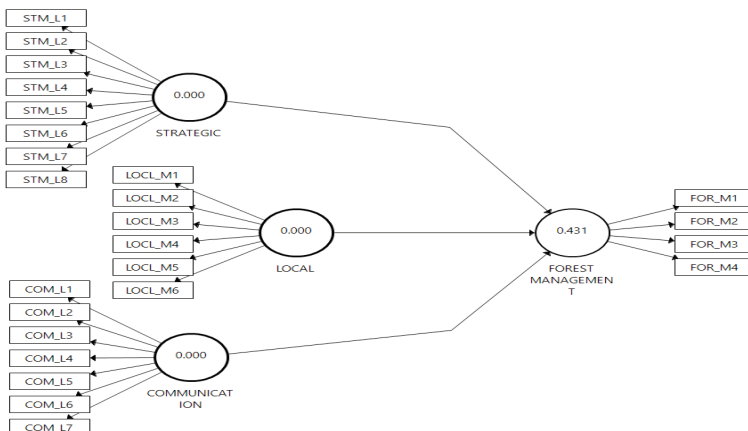 STM_L1
STM_L2
STM_L3
STM_L4
STM_L5
STM_L6
STM_L7
STM_L8
0.000
STRATEGIC
LOCL_M1
LOCL_M2
LOCL_M3
LOCL_M4
LOCL_M5
LOCL_M6
0.000
LOCAL
COM_L1
COM_L2
COM_L3
COM_L4
COM_L5
COM_L6
COM_L7
0.000
COMMUNICAT
ION
0.431
FOREST
MANAGEMEN
T
FOR_M1
FOR_M2
FOR_M3
FOR_M4